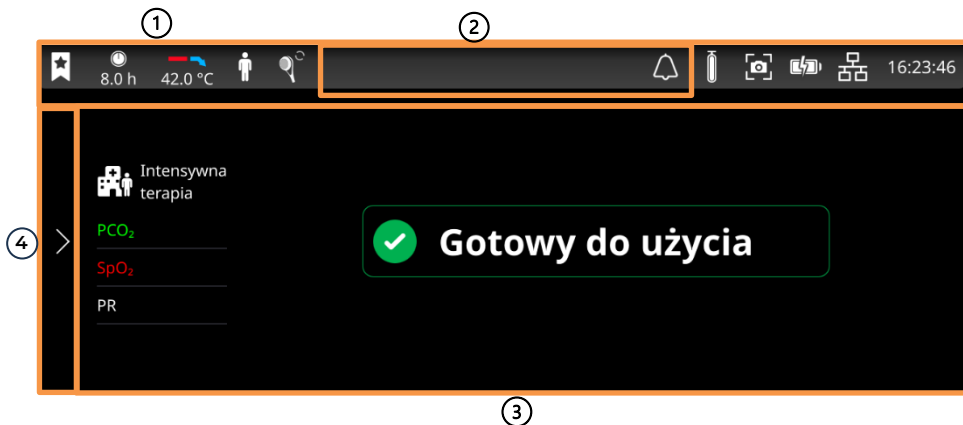 1
2
8.0 h
42.0 °C
16:23:46
Intensywna
terapia
PCO₂
SpO₂
PR
Gotowy do użycia
4
3